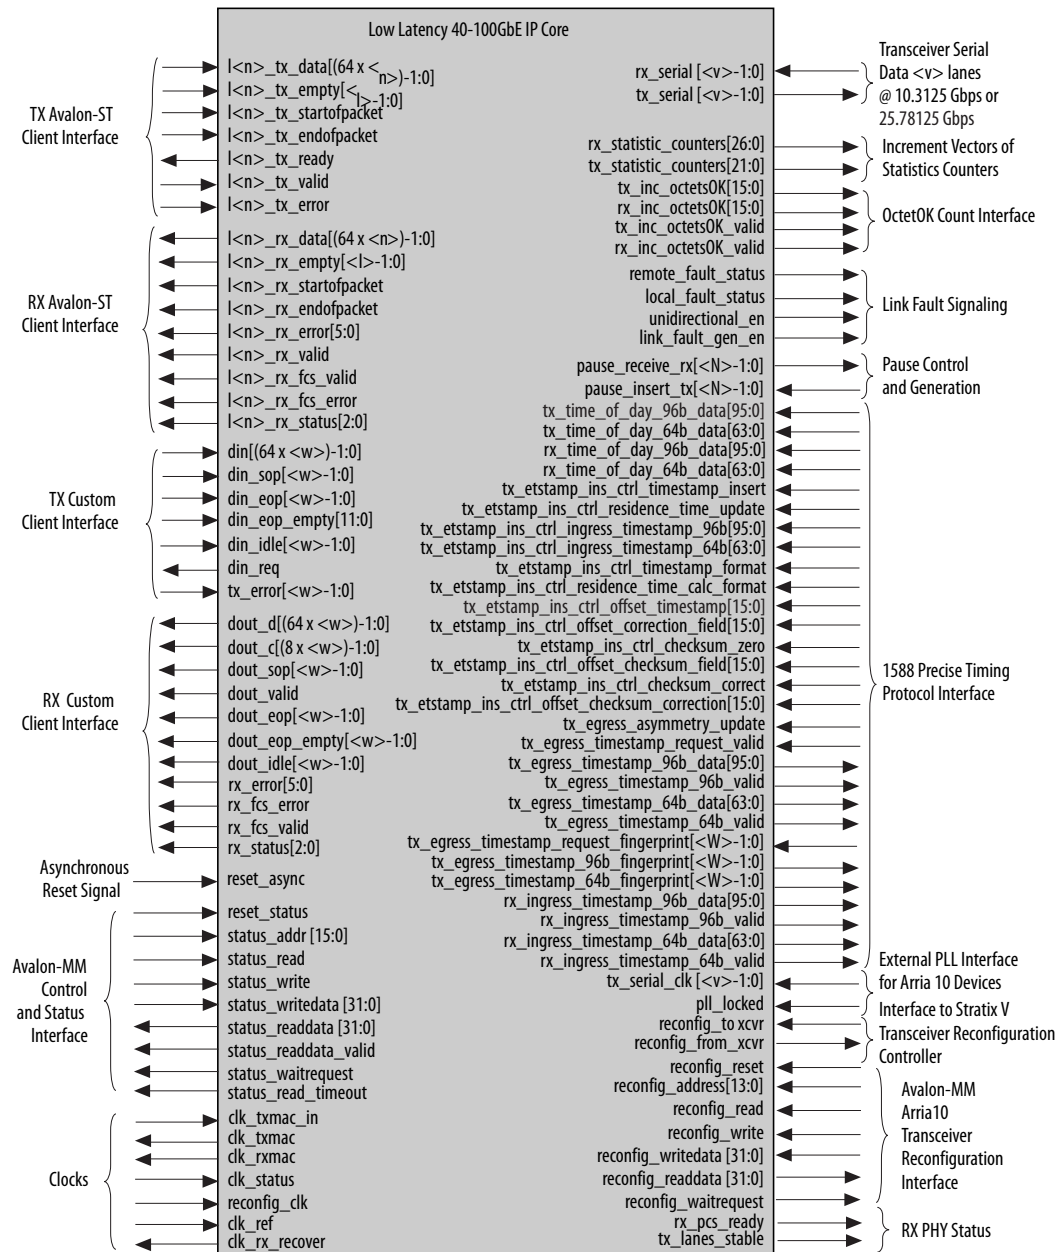 Low Latency 40-100GbE IP Core
TX Avalon-ST
Client Interface
l<n>_tx_data[(64 x <
n>)-1:0]
l<n>_tx_empty[<
l>-1:0]
l<n>_tx_startofpacket
l<n>_tx_endofpacket
l<n>_tx_ready
l<n>_tx_valid
l<n>_tx_error
RX Avalon-ST
Client Interface
l<n>_rx_data[(64 x <n>)-1:0]
l<n>_rx_empty[<l>-1:0]
l<n>_rx_startofpacket
l<n>_rx_endofpacket
l<n>_rx_error[5:0]
l<n>_rx_valid
l<n>_rx_fcs_valid
l<n>_rx_fcs_error
l<n>_rx_status[2:0]
TX Custom
Client Interface
din[(64 x <w>)-1:0]
din_sop[<w>-1:0]
din_eop[<w>-1:0]
din_eop_empty[11:0]
din_idle[<w>-1:0]
din_req
tx_error[<w>-1:0]
RX Custom
Client Interface
dout_d[(64 x <w>)-1:0]
dout_c[(8 x <w>)-1:0]
dout_sop[<w>-1:0]
dout_valid
dout_eop[<w>-1:0]
dout_eop_empty[<w>-1:0]
dout_idle[<w>-1:0]
rx_error[5:0]
rx_fcs_error
rx_fcs_valid
rx_status[2:0]
Asynchronous
Reset Signal
reset_async
Avalon-MM
Control
and Status
Interface
reset_status
status_addr [15:0]
status_read
status_write
status_writedata [31:0]
status_readdata [31:0]
status_readdata_valid
status_waitrequest
status_read_timeout
Clocks
clk_txmac_in
clk_txmac
clk_rxmac
clk_status
reconfig_clk
clk_ref
clk_rx_recover
rx_serial [<v>-1:0]
tx_serial [<v>-1:0]
Transceiver Serial
Data <v> lanes
@ 10.3125 Gbps or
25.78125 Gbps
rx_statistic_counters[26:0]
tx_statistic_counters[21:0]
Increment Vectors of
Statistics Counters
tx_inc_octetsOK[15:0]
rx_inc_octetsOK[15:0]
tx_inc_octetsOK_valid
rx_inc_octetsOK_valid
OctetOK Count Interface
remote_fault_status
local_fault_status
unidirectional_en
link_fault_gen_en
Link Fault Signaling
pause_receive_rx[<N>-1:0]
pause_insert_tx[<N>-1:0]
Pause Control
and Generation
tx_time_of_day_96b_data[95:0]
tx_time_of_day_64b_data[63:0]
rx_time_of_day_96b_data[95:0]
rx_time_of_day_64b_data[63:0]
tx_etstamp_ins_ctrl_timestamp_insert
tx_etstamp_ins_ctrl_residence_time_update
tx_etstamp_ins_ctrl_ingress_timestamp_96b[95:0]
tx_etstamp_ins_ctrl_ingress_timestamp_64b[63:0]
tx_etstamp_ins_ctrl_timestamp_format
tx_etstamp_ins_ctrl_residence_time_calc_format
tx_etstamp_ins_ctrl_offset_timestamp[15:0]
tx_etstamp_ins_ctrl_offset_correction_field[15:0]
tx_etstamp_ins_ctrl_checksum_zero
tx_etstamp_ins_ctrl_offset_checksum_field[15:0]
tx_etstamp_ins_ctrl_checksum_correct
tx_etstamp_ins_ctrl_offset_checksum_correction[15:0]
tx_egress_asymmetry_update
tx_egress_timestamp_request_valid
tx_egress_timestamp_96b_data[95:0]
tx_egress_timestamp_96b_valid
tx_egress_timestamp_64b_data[63:0]
tx_egress_timestamp_64b_valid
tx_egress_timestamp_request_fingerprint[<W>-1:0]
tx_egress_timestamp_96b_fingerprint[<W>-1:0]
tx_egress_timestamp_64b_fingerprint[<W>-1:0]
rx_ingress_timestamp_96b_data[95:0]
rx_ingress_timestamp_96b_valid
rx_ingress_timestamp_64b_data[63:0]
rx_ingress_timestamp_64b_valid
1588 Precise Timing
Protocol Interface
tx_serial_clk [<v>-1:0]
pll_locked
External PLL Interface
for Arria 10 Devices
reconfig_to xcvr
reconfig_from_xcvr
Interface to Stratix V
Transceiver Reconfiguration
Controller
reconfig_reset
reconfig_address[13:0]
reconfig_read
reconfig_write
reconfig_writedata [31:0]
reconfig_readdata [31:0]
reconfig_waitrequest
Avalon-MM
Arria10
Transceiver
Reconfiguration
Interface
rx_pcs_ready
tx_lanes_stable
RX PHY Status